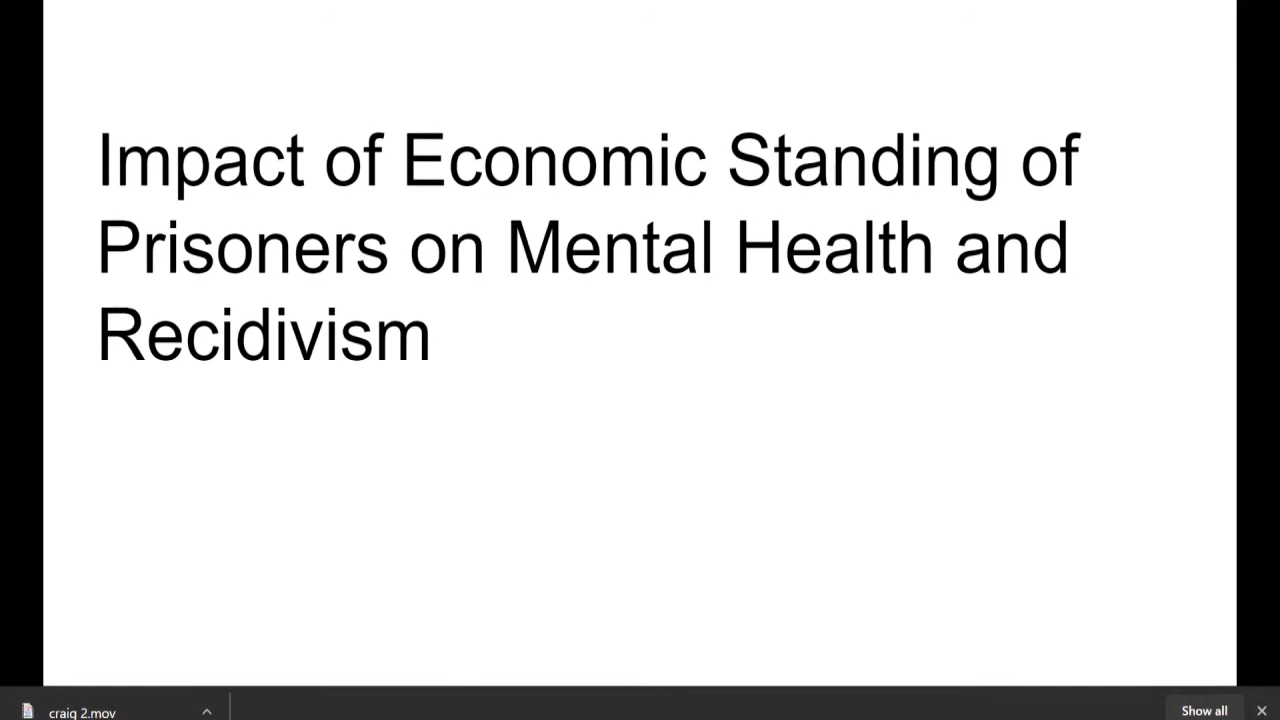 Impact of Economic Standing of
Prisoners on Mental Health and
Recidivism
craig 2.mov
Show all